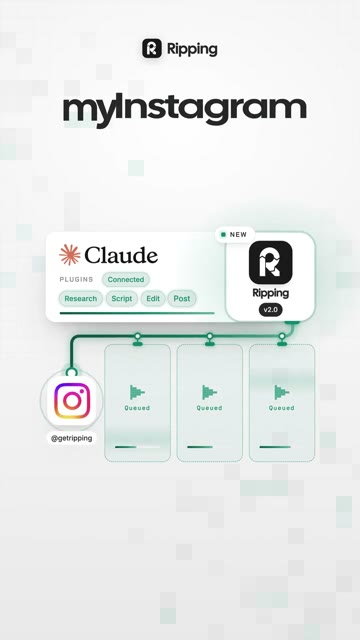 Ripping
myInstagram
NEW
Claude
PLUGINS Connected
Research Script Edit Post
Ripping
v2.0
Queued Queued Queued
@getripping